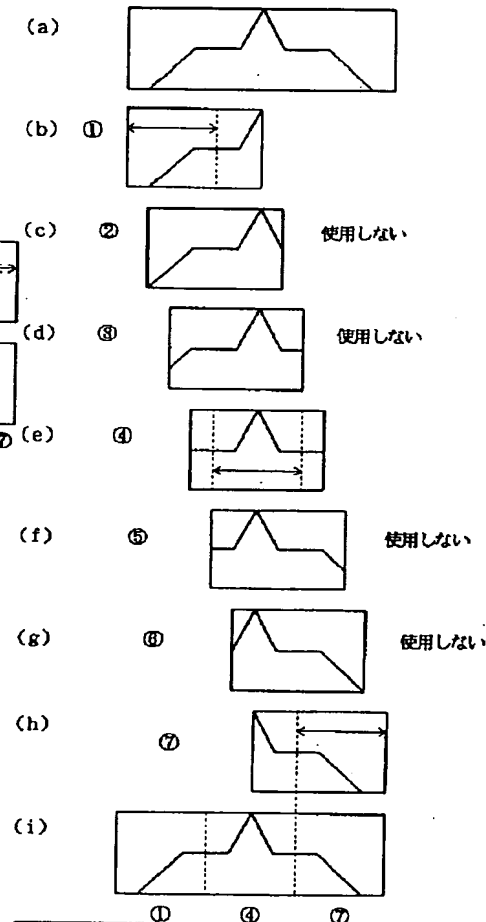 (a)
(b) ①
(c) ② 使用しない
(d) ③ 使用しない
⑦ (e) ④
(f) ⑤ 使用しない
(g) ⑥ 使用しない
(h) ⑦
(i)
① ④ ⑦